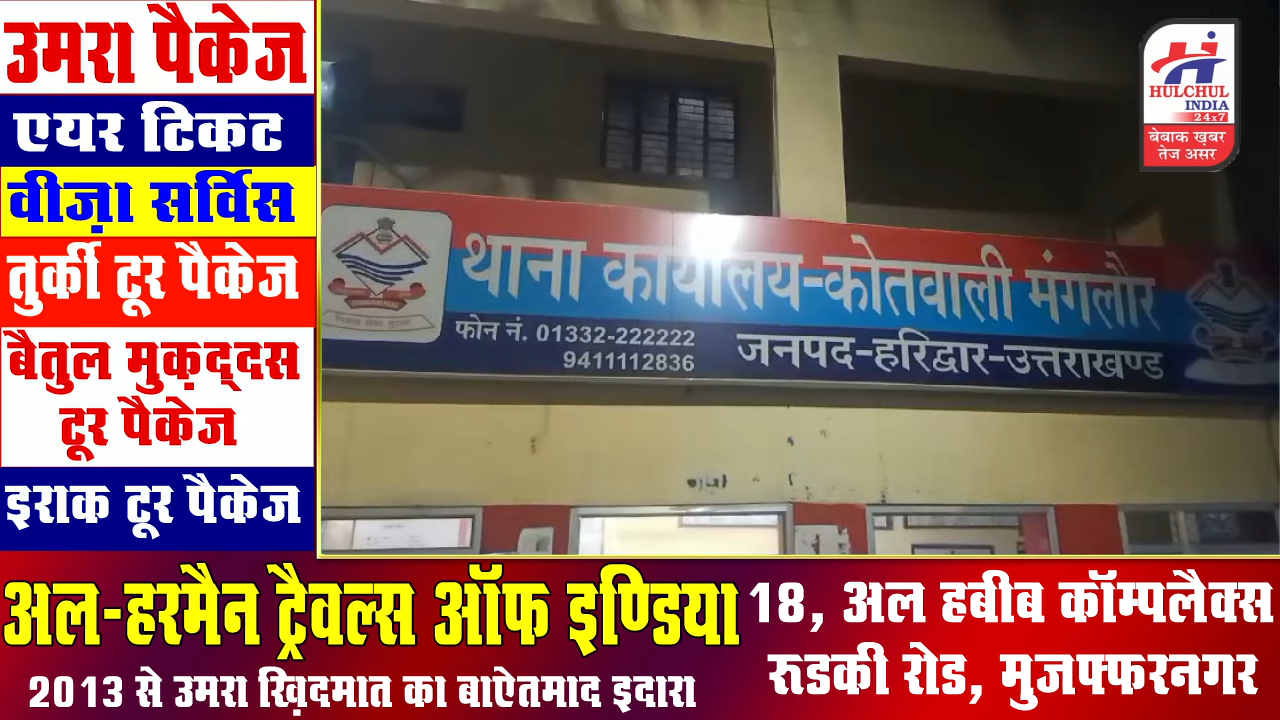 उमरा पैकेज
एयर टिकट
वीज़ा सर्विस
तुर्की टूर पैकेज
बैतुल मुक़द्दस
टूर पैकेज
इराक टूर पैकेज
HULCHUL
INDIA
24x7
बेबाक ख़बर
तेज असर
थाना कार्यालय-कोतवाली मंगलौर
फोन नं. 01332-222222
9411112836
जनपद-हरिद्वार-उत्तराखण्ड
अल-हरमैन ट्रैवल्स ऑफ इण्डिया
2013 से उमरा ख़िदमात का बाऐतमाद इदारा
18, अल हबीब कॉम्पलैक्स
रूडकी रोड, मुजफ्फरनगर